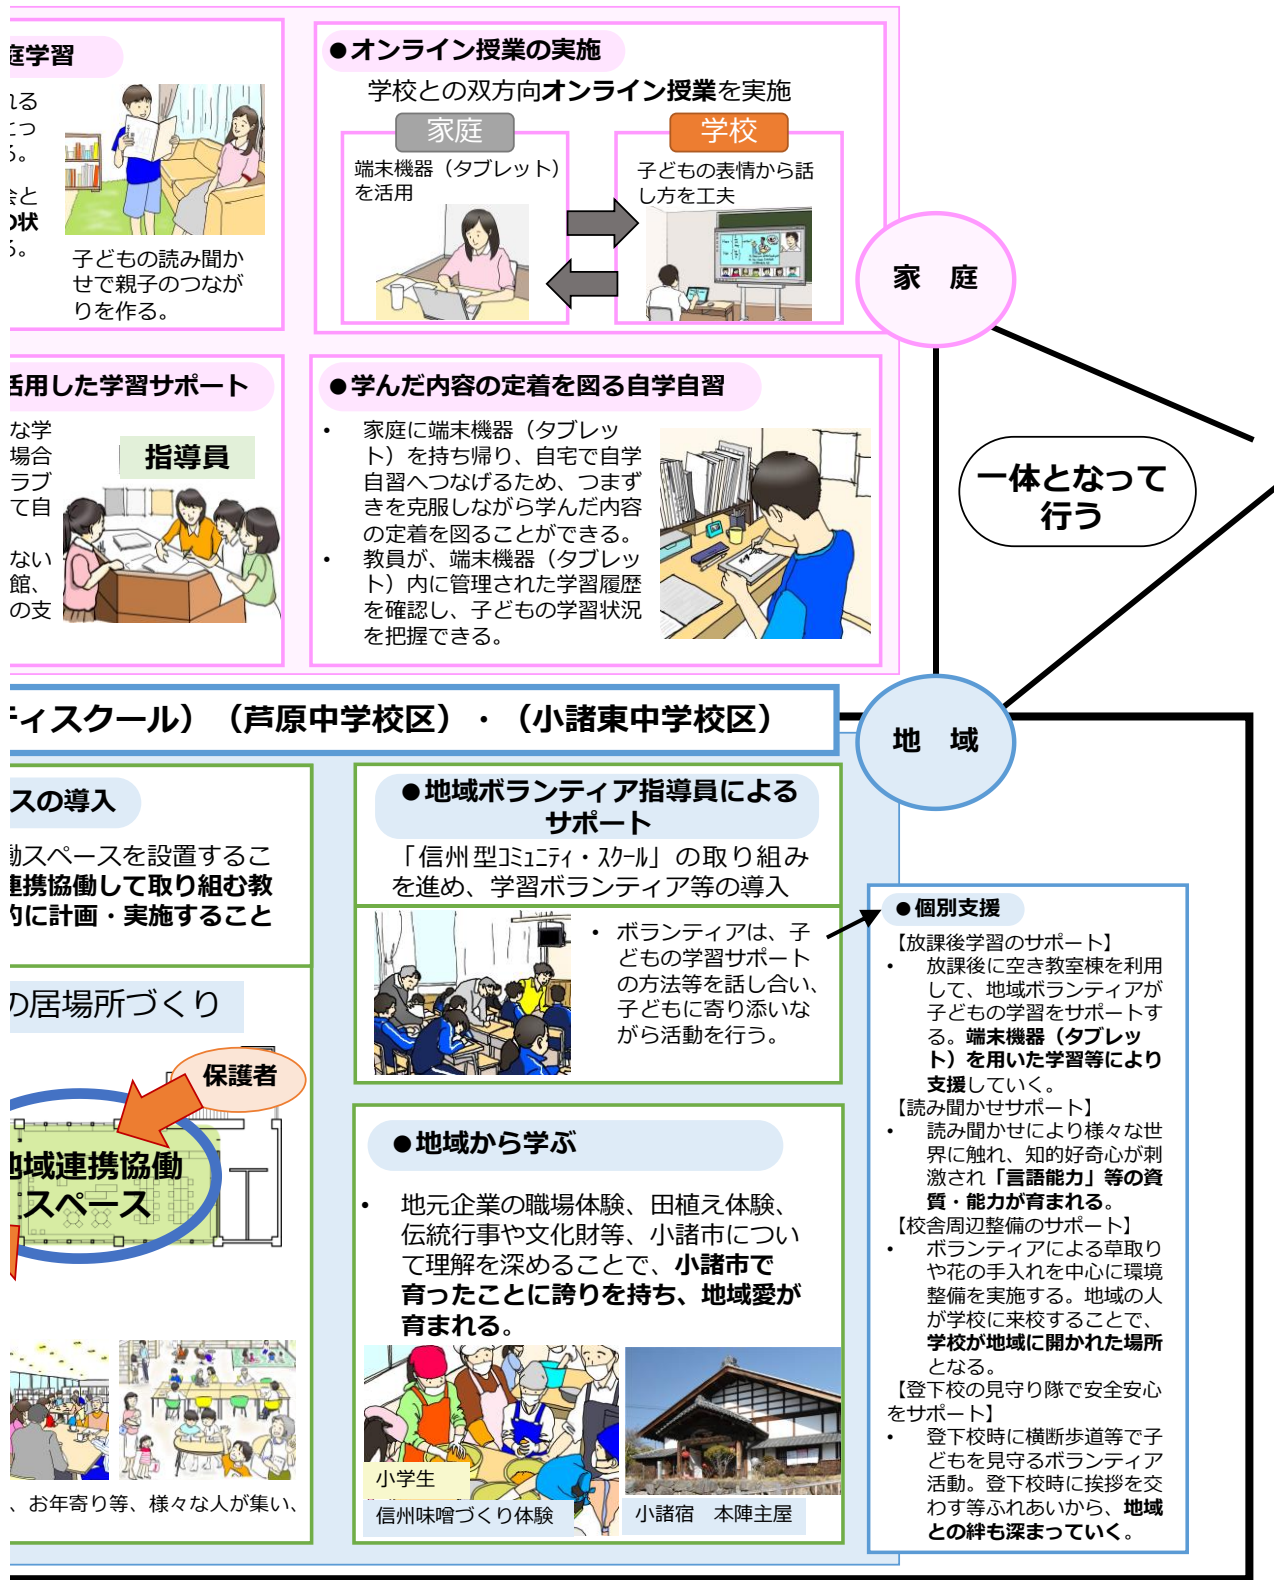 庭学習
れる
とつ
る。
会と
の状
る。
子どもの読み聞か
せで親子のつなが
りを作る。
●オンライン授業の実施
学校との双方向オンライン授業を実施
家庭
端末機器（タブレット）
を活用
学校
子どもの表情から話
し方を工夫
家　庭
活用した学習サポート
な学
場合
ラブ
て自
ない
館、
の支
指導員
●学んだ内容の定着を図る自学自習
• 家庭に端末機器（タブレッ
ト）を持ち帰り、自宅で自学
自習へつなげるため、つまず
きを克服しながら学んだ内容
の定着を図ることができる。
• 教員が、端末機器（タブレッ
ト）内に管理された学習履歴
を確認し、子どもの学習状況
を把握できる。
一体となって
行う
ティスクール）（芦原中学校区）・（小諸東中学校区）
地　域
スの導入
働スペースを設置するこ
連携協働して取り組む教
的に計画・実施すること
の居場所づくり
保護者
地域連携協働
スペース
、お年寄り等、様々な人が集い、
●地域ボランティア指導員による
サポート
「信州型ｺﾐｭﾆﾃｨ・ｽｸｰﾙ」の取り組み
を進め、学習ボランティア等の導入
• ボランティアは、子
どもの学習サポート
の方法等を話し合い、
子どもに寄り添いな
がら活動を行う。
●地域から学ぶ
• 地元企業の職場体験、田植え体験、
伝統行事や文化財等、小諸市につい
て理解を深めることで、小諸市で
育ったことに誇りを持ち、地域愛が
育まれる。
小学生
信州味噌づくり体験
小諸宿　本陣主屋
●個別支援
【放課後学習のサポート】
• 放課後に空き教室棟を利用
して、地域ボランティアが
子どもの学習をサポートす
る。端末機器（タブレッ
ト）を用いた学習等により
支援していく。
【読み聞かせサポート】
• 読み聞かせにより様々な世
界に触れ、知的好奇心が刺
激され「言語能力」等の資
質・能力が育まれる。
【校舎周辺整備のサポート】
• ボランティアによる草取り
や花の手入れを中心に環境
整備を実施する。地域の人
が学校に来校することで、
学校が地域に開かれた場所
となる。
【登下校の見守り隊で安全安心
をサポート】
• 登下校時に横断歩道等で子
どもを見守るボランティア
活動。登下校時に挨拶を交
わす等ふれあいから、地域
との絆も深まっていく。